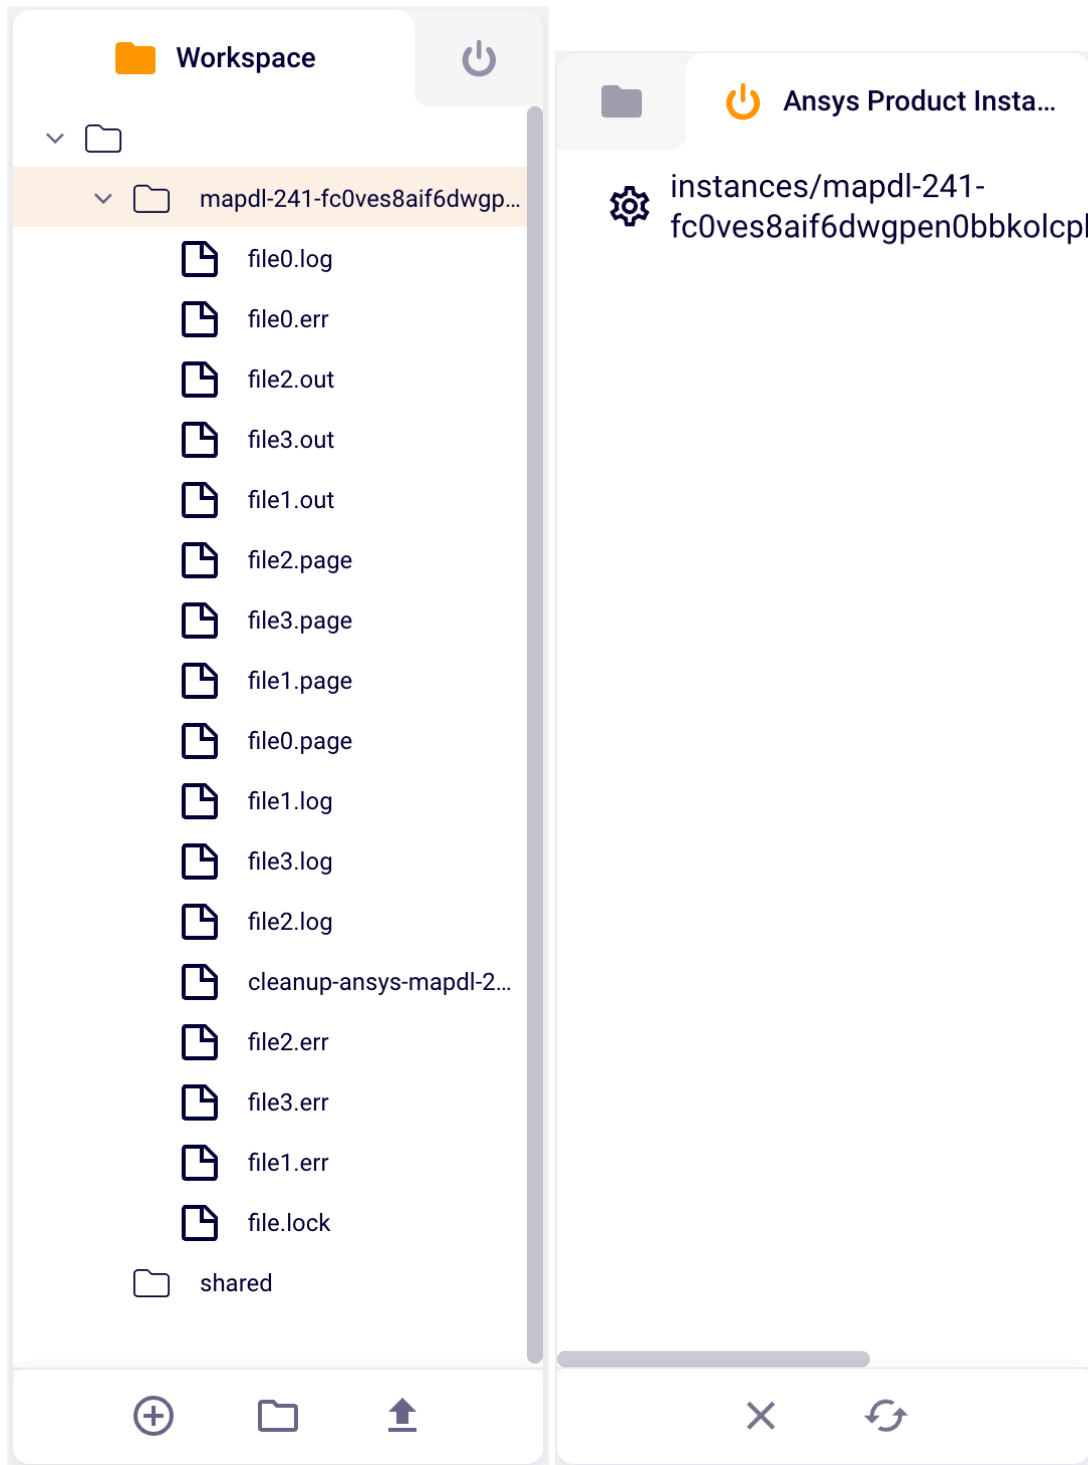 Workspace
mapdl-241-fc0ves8aif6dwgp...
file0.log
file0.err
file2.out
file3.out
file1.out
file2.page
file3.page
file1.page
file0.page
file1.log
file3.log
file2.log
cleanup-ansys-mapdl-2...
file2.err
file3.err
file1.err
file.lock
shared
Ansys Product Insta...
instances/mapdl-241-
fc0ves8aif6dwgpen0bbkolcpl